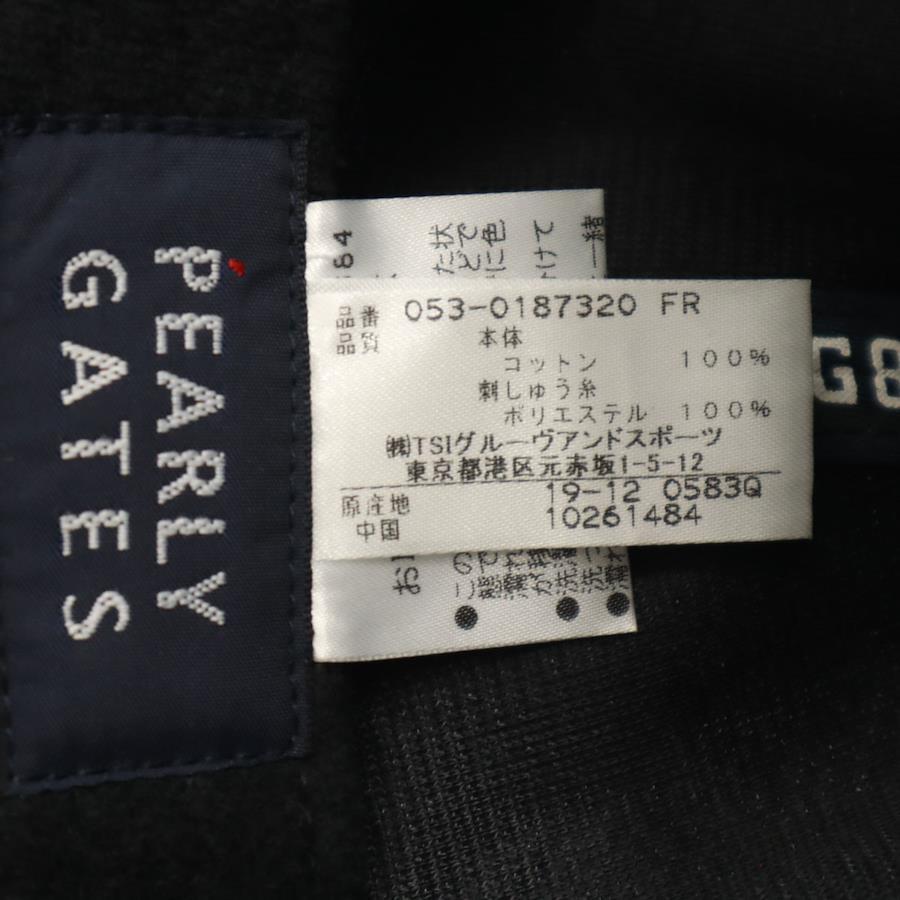 PEARLY
GATES
品番 053-0187320 FR
品質 本体
コットン 100%
刺しゅう糸
ポリエステル 100%
㈱TSIグルーヴアンドスポーツ
東京都港区元赤坂1-5-12
原産地 19-12 0583Q
中国 10261484
G8